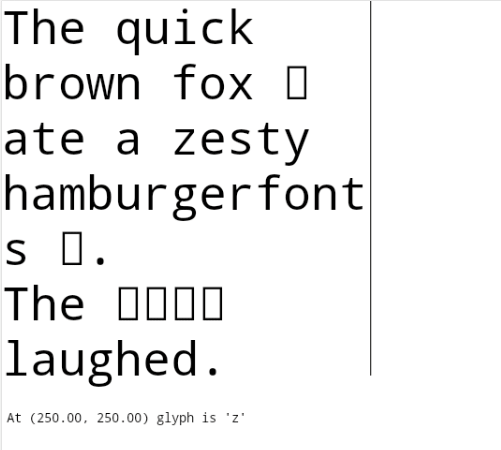 The quick
brown fox 
ate a zesty
hamburgerfont
s .
The 
laughed.
At (250.00, 250.00) glyph is 'z'